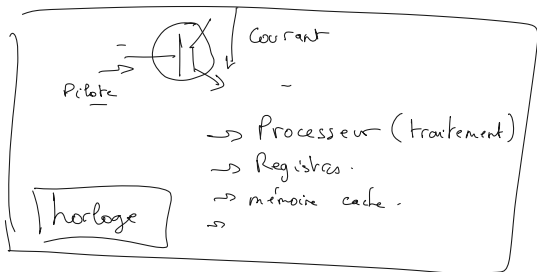 Courant
Pilote
→ Processeur (traitement)
→ Registres.
→ mémoire cache.
→
horloge